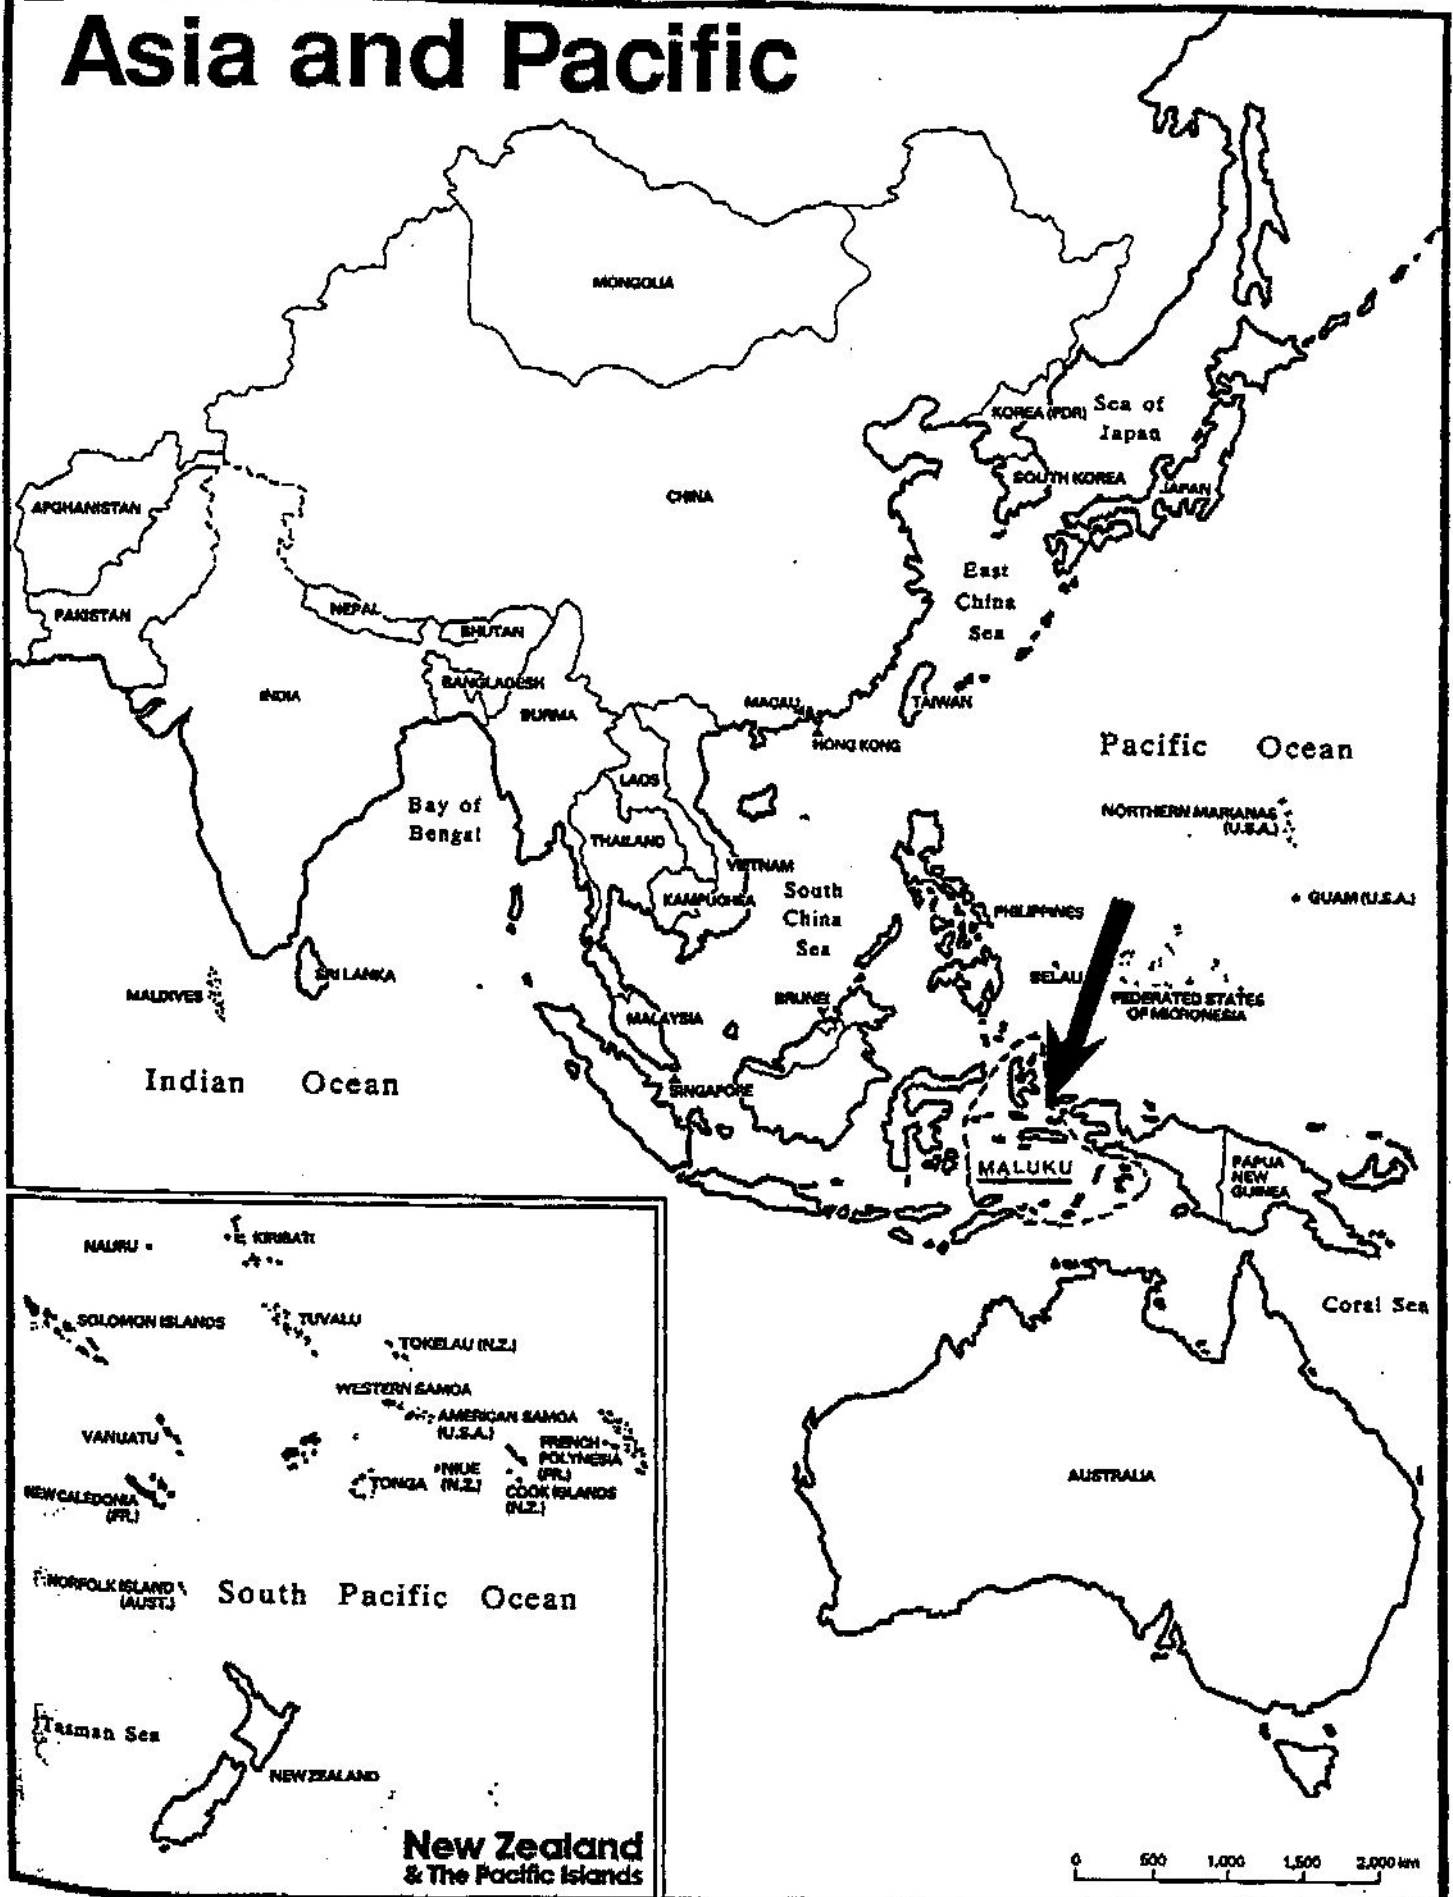 Asia and Pacific
MONGOLIA
KOREA (PDR)
Sea of
Japan
SOUTH KOREA
JAPAN
CHINA
AFGHANISTAN
PAKISTAN
NEPAL
BHUTAN
BANGLADESH
INDIA
BURMA
East
China
Sea
MACAU
HONG KONG
TAIWAN
Pacific Ocean
LAOS
Bay of
Bengal
THAILAND
VIETNAM
KAMPUCHEA
South
China
Sea
NORTHERN MARIANAS
(U.S.A.)
GUAM (U.S.A.)
PHILIPPINES
BELAU
FEDERATED STATES
OF MICRONESIA
SRI LANKA
MALDIVES
BRUNEI
MALAYSIA
SINGAPORE
Indian Ocean
MALUKU
PAPUA
NEW
GUINEA
Coral Sea
AUSTRALIA
NAURU
KIRIBATI
SOLOMON ISLANDS
TUVALU
TOKELAU (N.Z.)
WESTERN SAMOA
AMERICAN SAMOA
(U.S.A.)
VANUATU
FRENCH
POLYNESIA
(FR.)
TONGA
NIUE
(N.Z.)
COOK ISLANDS
(N.Z.)
NEW CALEDONIA
(FR.)
NORFOLK ISLAND
(AUST.)
South Pacific Ocean
Tasman Sea
NEW ZEALAND
New Zealand
& The Pacific Islands
0 500 1,000 1,500 2,000 km